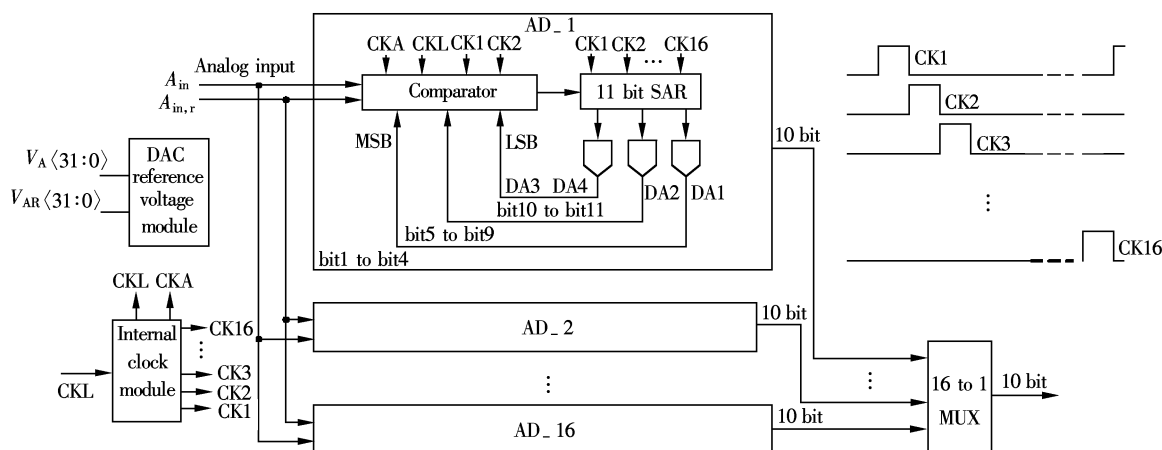 AD_1
CKA CKL CK1 CK2
CK1 CK2 ... CK16
Analog input
A_in
A_in,r
Comparator
11 bit SAR
MSB
LSB
DA3 DA4
DA2
DA1
bit10 to bit11
bit5 to bit9
bit1 to bit4
10 bit
V_A⟨31:0⟩
V_AR⟨31:0⟩
DAC
reference
voltage
module
CK1
CK2
CK3
⋮
CK16
CKL CKA
Internal
clock
module
CKL
CK16
⋮
CK3
CK2
CK1
AD_2
10 bit
⋮
AD_16
10 bit
⋮
16 to 1
MUX
10 bit